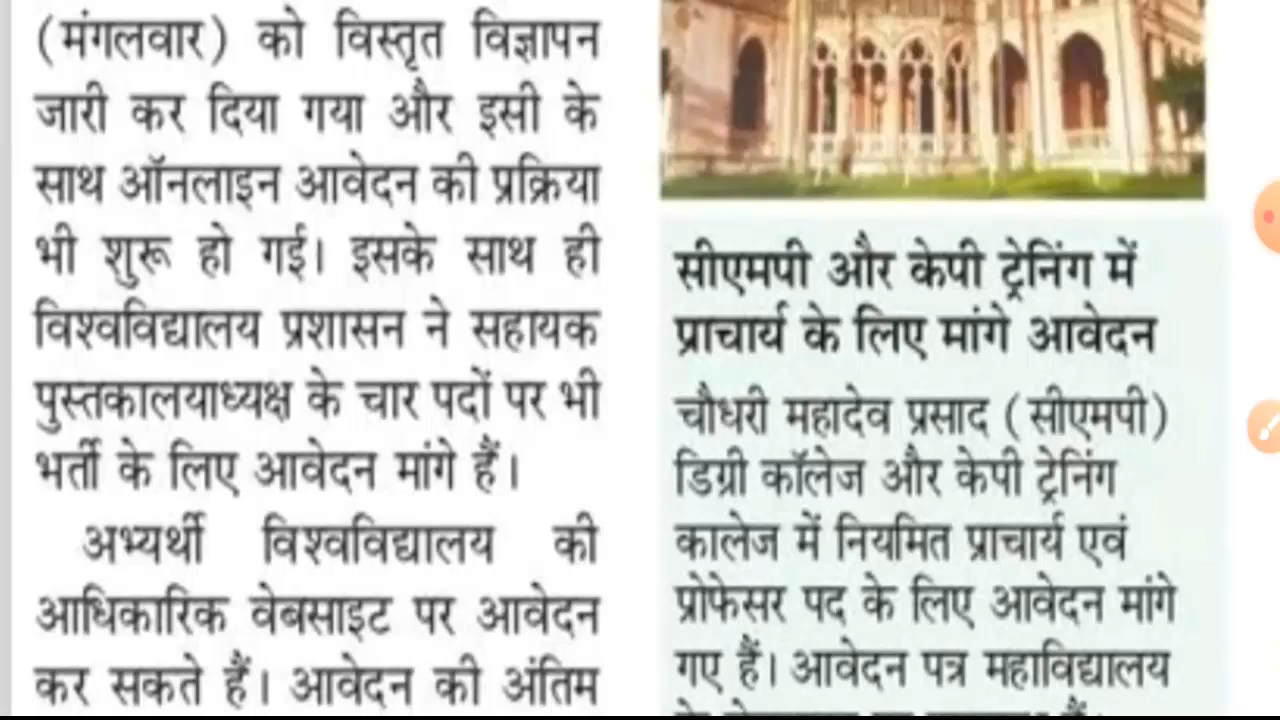 (मंगलवार) को विस्तृत विज्ञापन
जारी कर दिया गया और इसी के
साथ ऑनलाइन आवेदन की प्रक्रिया
भी शुरू हो गई। इसके साथ ही
विश्वविद्यालय प्रशासन ने सहायक
पुस्तकालयाध्यक्ष के चार पदों पर भी
भर्ती के लिए आवेदन मांगे हैं।
अभ्यर्थी विश्वविद्यालय की
आधिकारिक वेबसाइट पर आवेदन
कर सकते हैं। आवेदन की अंतिम
सीएमपी और केपी ट्रेनिंग में
प्राचार्य के लिए मांगे आवेदन
चौधरी महादेव प्रसाद (सीएमपी)
डिग्री कॉलेज और केपी ट्रेनिंग
कालेज में नियमित प्राचार्य एवं
प्रोफेसर पद के लिए आवेदन मांगे
गए हैं। आवेदन पत्र महाविद्यालय